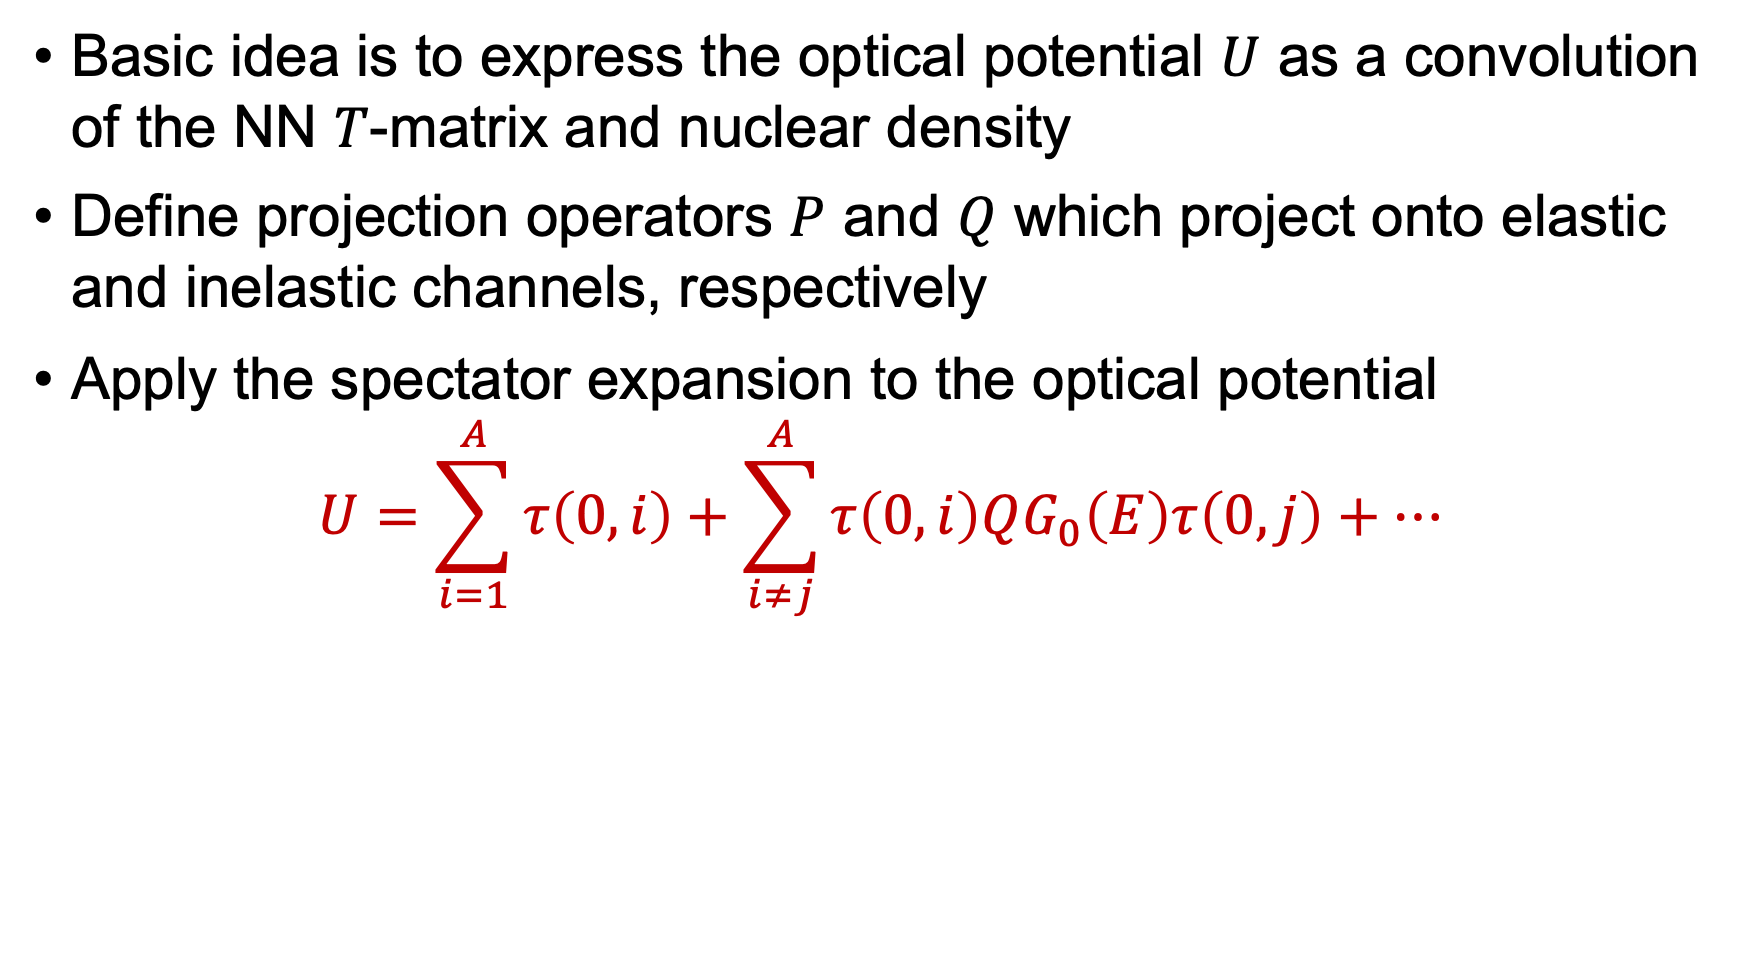 • Basic idea is to express the optical potential U as a convolution
of the NN T-matrix and nuclear density
• Define projection operators P and Q which project onto elastic
and inelastic channels, respectively
• Apply the spectator expansion to the optical potential
U = ∑_{i=1}^{A} τ(0, i) + ∑_{i≠j}^{A} τ(0, i)QG₀(E)τ(0, j) + ⋯